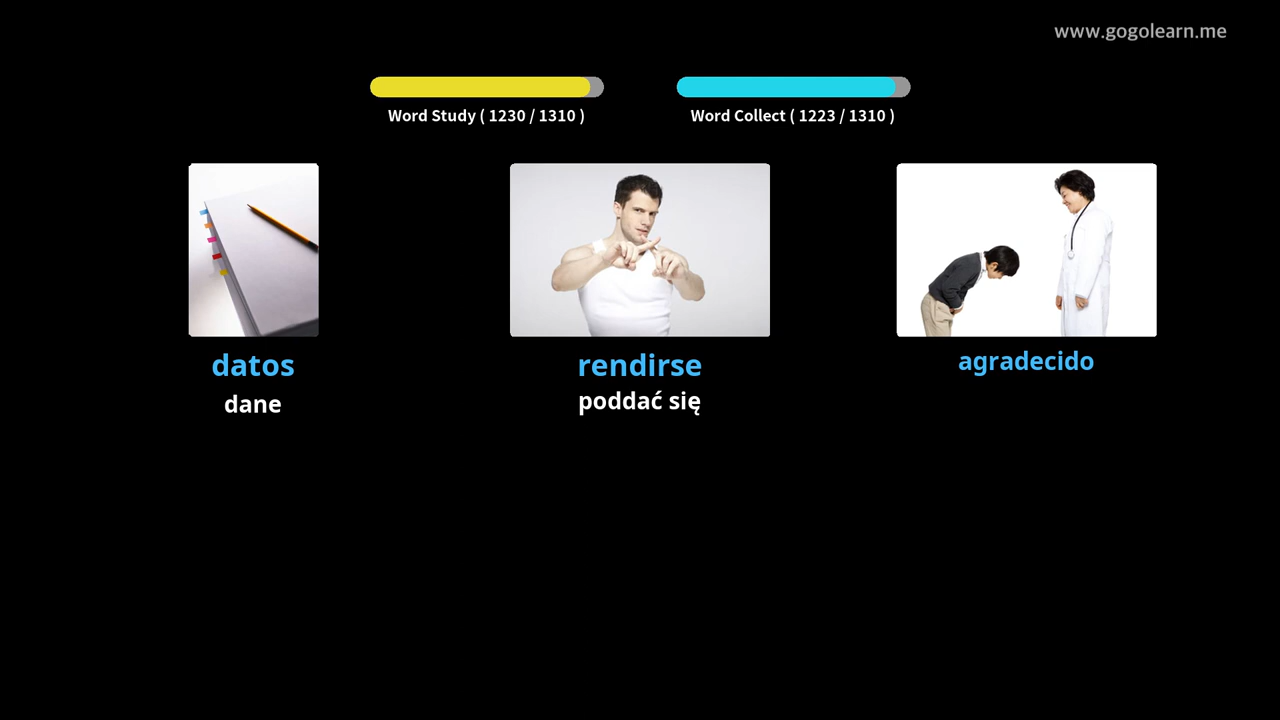 www.gogolearn.me
Word Study ( 1230 / 1310 )
Word Collect ( 1223 / 1310 )
datos
dane
rendirse
poddać się
agradecido